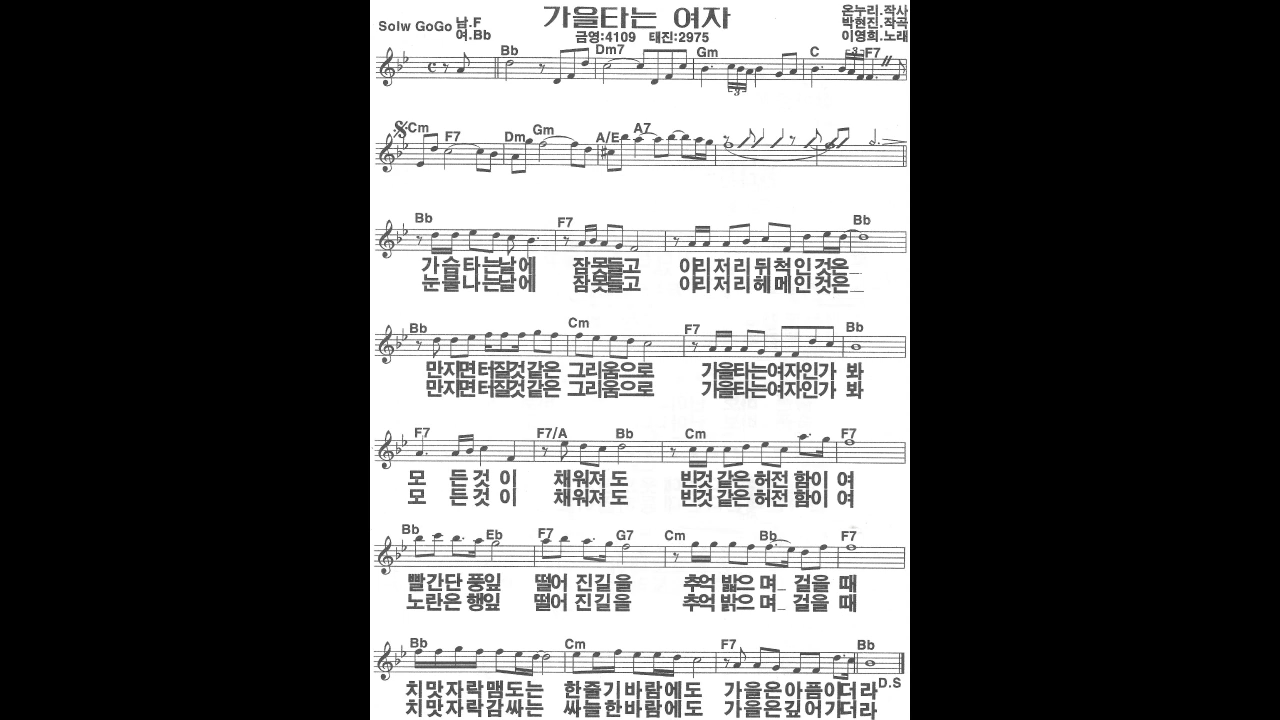 가을타는 여자
온누리.작사
Solw GoGo 남.F
박현진.작곡
여.Bb
금영:4109 태진:2975
이영희.노래
Bb Dm7 Gm C F7
3 3
Cm F7 Dm Gm A/E A7
Bb F7 Bb
가슴타는날에 잠못들고 이리저리뒤척인것은_
눈물나는날에 잠못들고 이리저리헤메인것은_
Bb Cm F7 Bb
만지면터질것같은 그리움으로 가을타는여자인가 봐
만지면터질것같은 그리움으로 가을타는여자인가 봐
F7 F7/A Bb Cm F7
모 든것 이 채워져도 빈것같은허전함이 여
모 든것 이 채워져도 빈것같은허전함이 여
Bb Eb F7 G7 Cm Bb F7
빨간단 풍잎 떨어 진길을 추억 밟으 며_ 걸을 때
노란은 행잎 떨어 진길을 추억 밝으 며_ 걸을 때
Bb Cm F7 Bb
치맛자락맴도는 한줄기바람에도 가을은아픔이더라
D.S
치맛자락감싸는 싸늘한바람에도 가을은깊어가더라